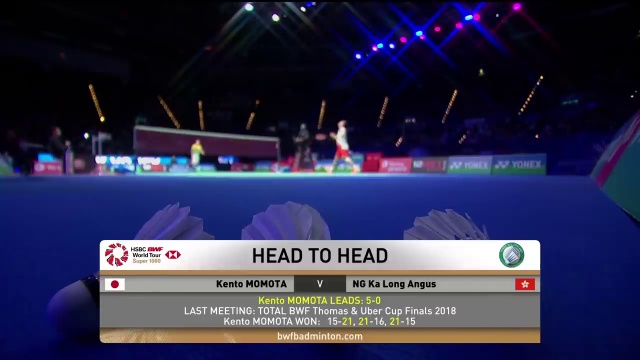 YONEX YONEX
HSBC BWF
World Tour
Super 1000
HEAD TO HEAD
Kento MOMOTA V NG Ka Long Angus
Kento MOMOTA LEADS: 5-0
LAST MEETING: TOTAL BWF Thomas & Uber Cup Finals 2018
Kento MOMOTA WON: 15-21, 21-16, 21-15
bwfbadminton.com